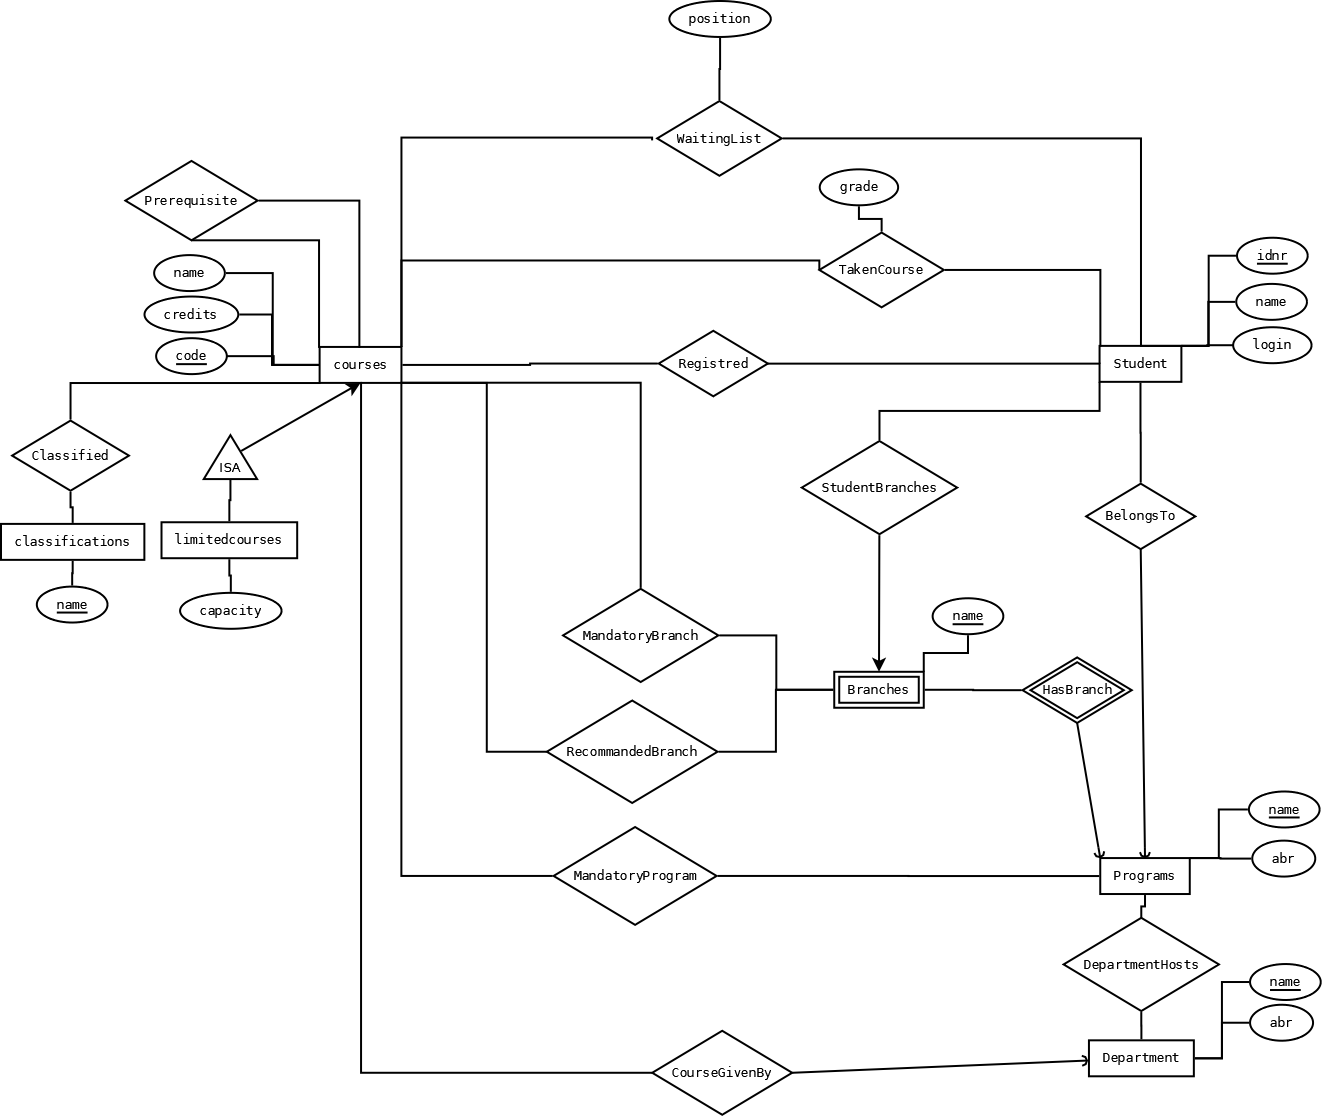 position
WaitingList
grade
Prerequisite
TakenCourse
idnr
name
name
credits
login
code
courses
Registred
Student
Classified
ISA
StudentBranches
BelongsTo
classifications
limitedcourses
name
capacity
name
MandatoryBranch
Branches
HasBranch
RecommandedBranch
name
abr
MandatoryProgram
Programs
DepartmentHosts
name
abr
CourseGivenBy
Department